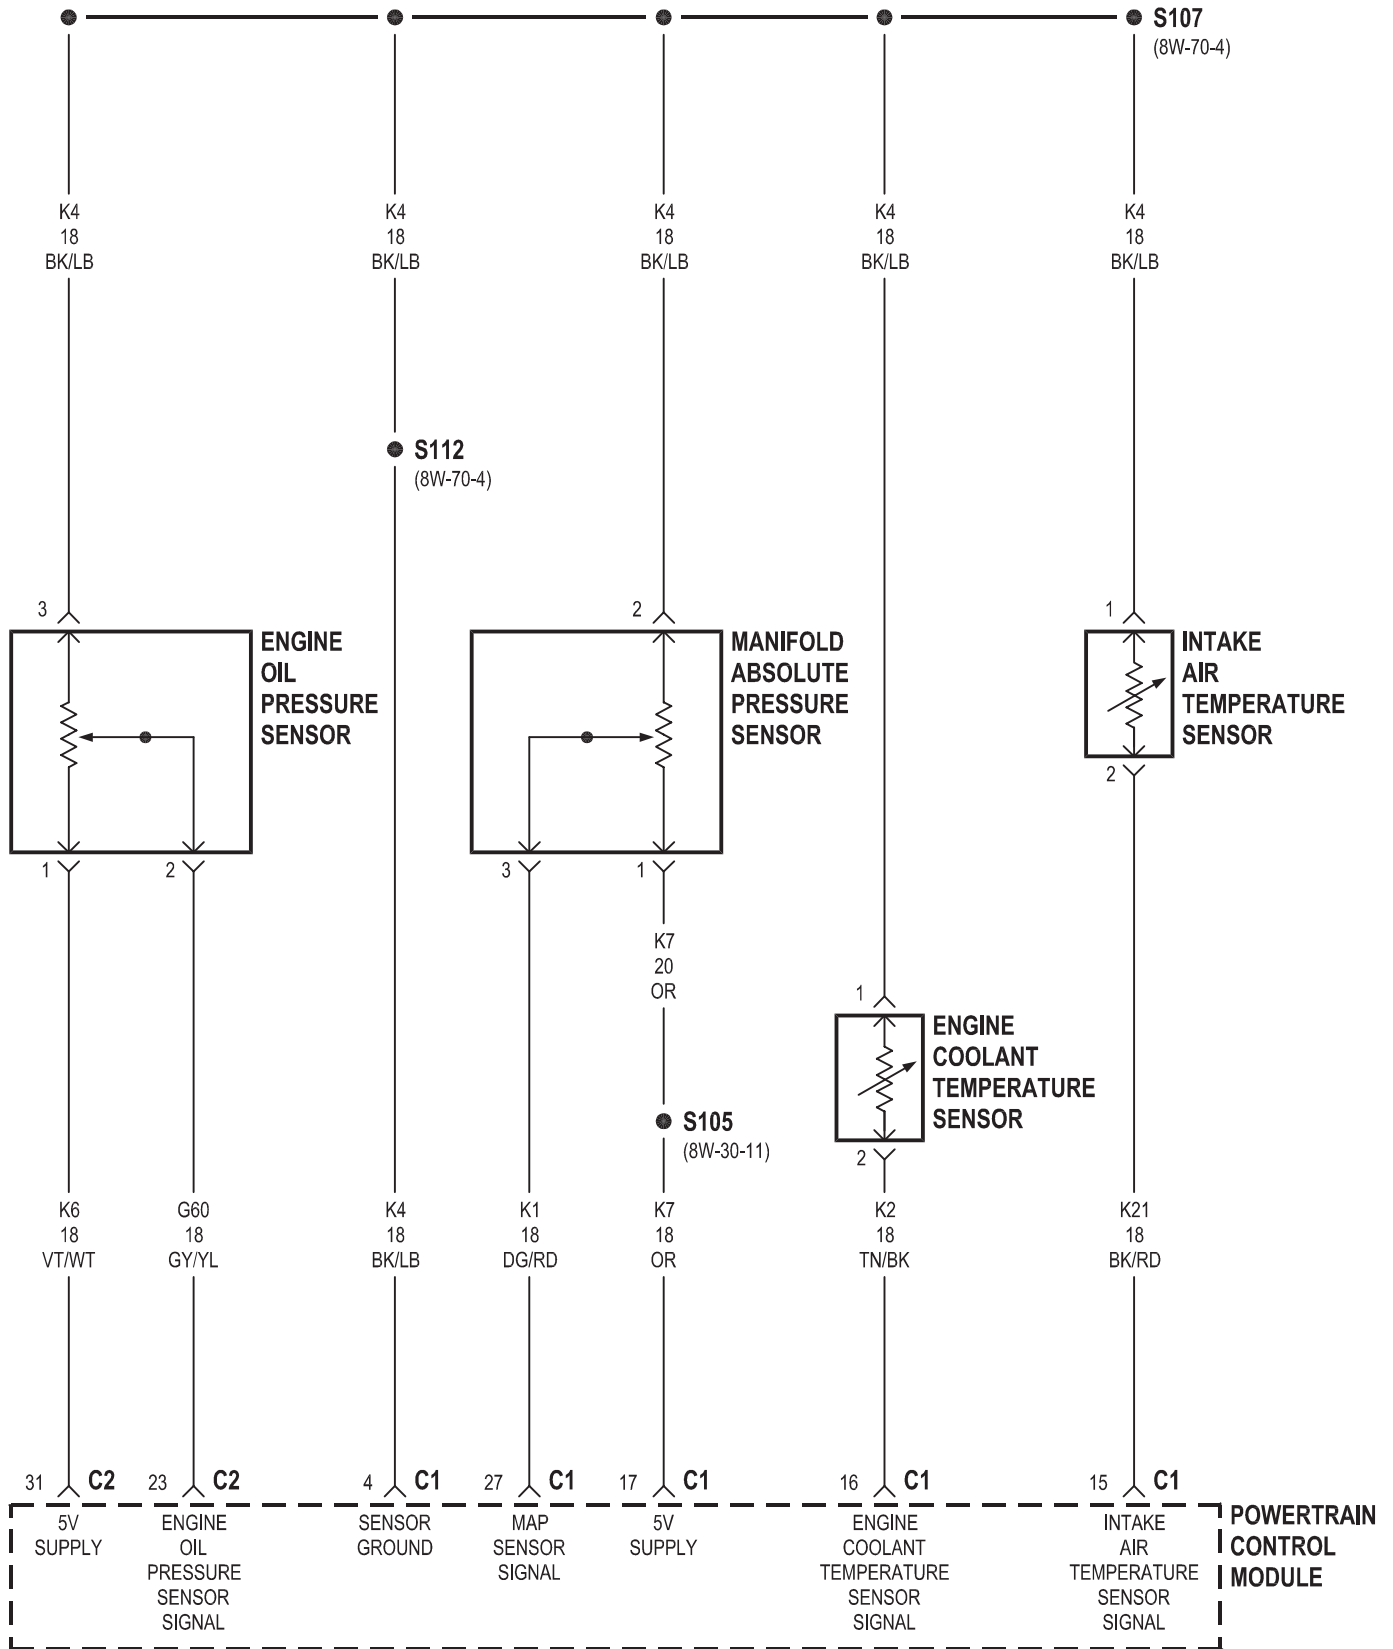 S107
(8W-70-4)
K4
18
BK/LB
K4
18
BK/LB
K4
18
BK/LB
K4
18
BK/LB
K4
18
BK/LB
S112
(8W-70-4)
3
ENGINE
OIL
PRESSURE
SENSOR
1
2
2
MANIFOLD
ABSOLUTE
PRESSURE
SENSOR
3
1
1
INTAKE
AIR
TEMPERATURE
SENSOR
2
K7
20
OR
S105
(8W-30-11)
1
ENGINE
COOLANT
TEMPERATURE
SENSOR
2
K6
18
VT/WT
G60
18
GY/YL
K4
18
BK/LB
K1
18
DG/RD
K7
18
OR
K2
18
TN/BK
K21
18
BK/RD
31 C2
23 C2
4 C1
27 C1
17 C1
16 C1
15 C1
5V
SUPPLY
ENGINE
OIL
PRESSURE
SENSOR
SIGNAL
SENSOR
GROUND
MAP
SENSOR
SIGNAL
5V
SUPPLY
ENGINE
COOLANT
TEMPERATURE
SENSOR
SIGNAL
INTAKE
AIR
TEMPERATURE
SENSOR
SIGNAL
POWERTRAIN
CONTROL
MODULE